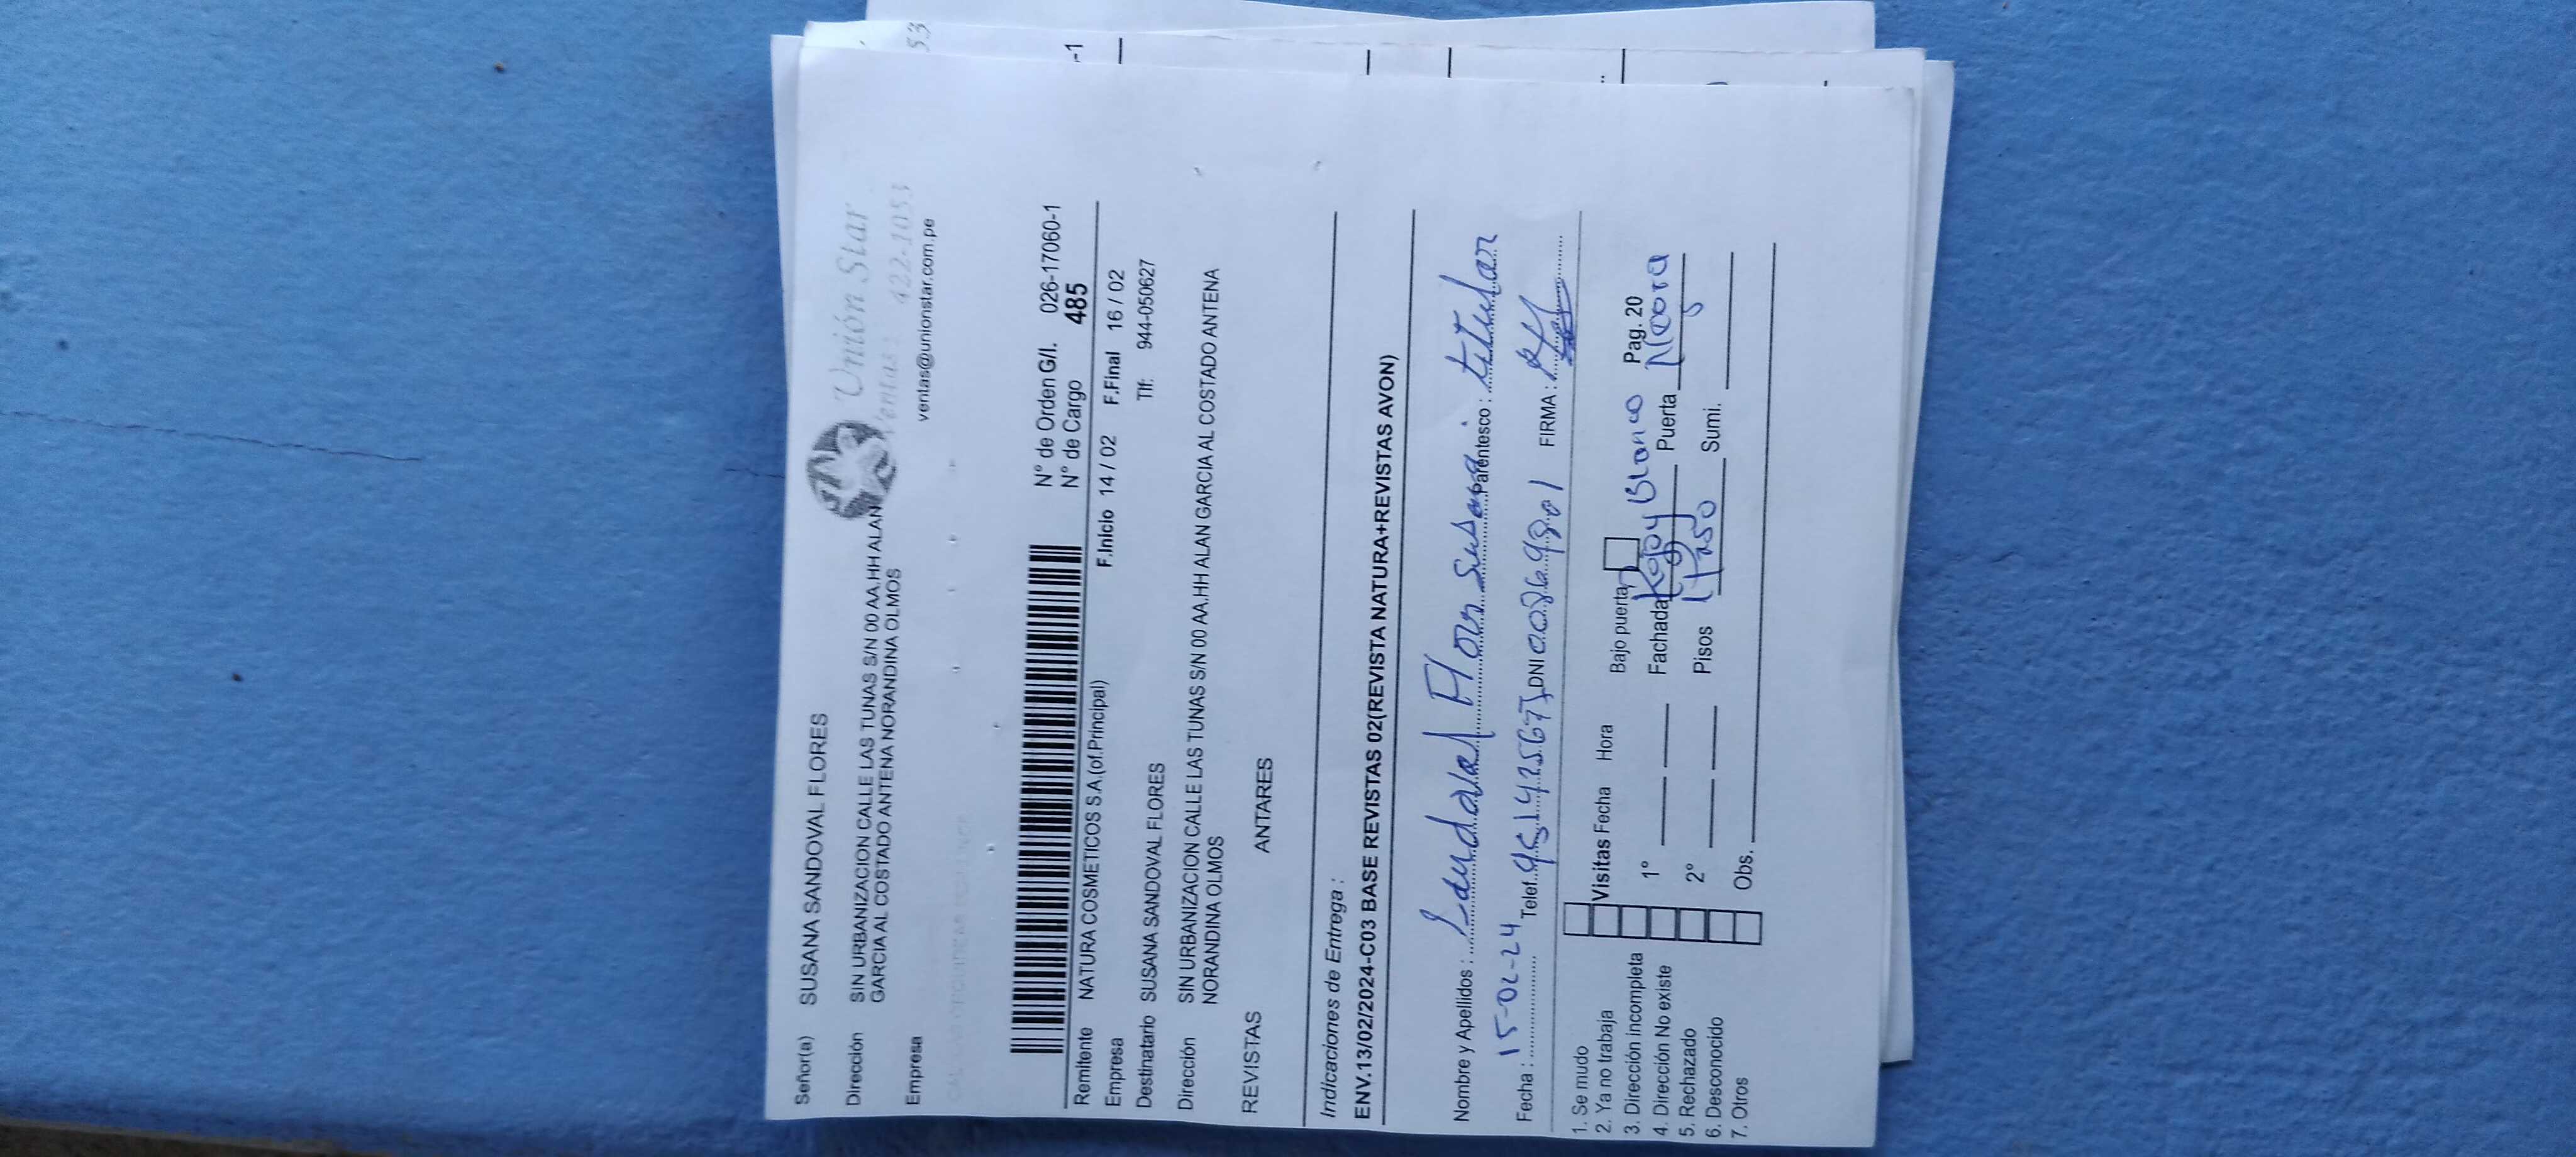 Unión Star
Ventas: 422-1053
ventas@unionstar.com.pe
Señor(a) SUSANA SANDOVAL FLORES
Dirección SIN URBANIZACION CALLE LAS TUNAS S/N 00 AA.HH ALAN
GARCIA AL COSTADO ANTENA NORANDINA OLMOS
Empresa
N° de Orden G/I. 026-17060-1
N° de Cargo 485
Remitente NATURA COSMETICOS S.A.(of.Principal)
Empresa F.Inicio 14 / 02 F.Final 16 / 02
Destinatario SUSANA SANDOVAL FLORES Tlf: 944-050627
Dirección SIN URBANIZACION CALLE LAS TUNAS S/N 00 AA.HH ALAN GARCIA AL COSTADO ANTENA
NORANDINA OLMOS
REVISTAS ANTARES
Indicaciones de Entrega :
ENV.13/02/2024-C03 BASE REVISTAS 02(REVISTA NATURA+REVISTAS AVON)
Nombre y Apellidos : Sandoval Flores Susana Parentesco : titular
Fecha : 15-02-24 Telef. DNI FIRMA :
1. Se mudo
2. Ya no trabaja Visitas Fecha Hora Bajo puerta Pag. 20
3. Dirección incompleta 1° Fachada Blanco Puerta
4. Dirección No existe
5. Rechazado 2° Pisos 1 Piso Sumi.
6. Desconocido
7. Otros Obs.
53
-1